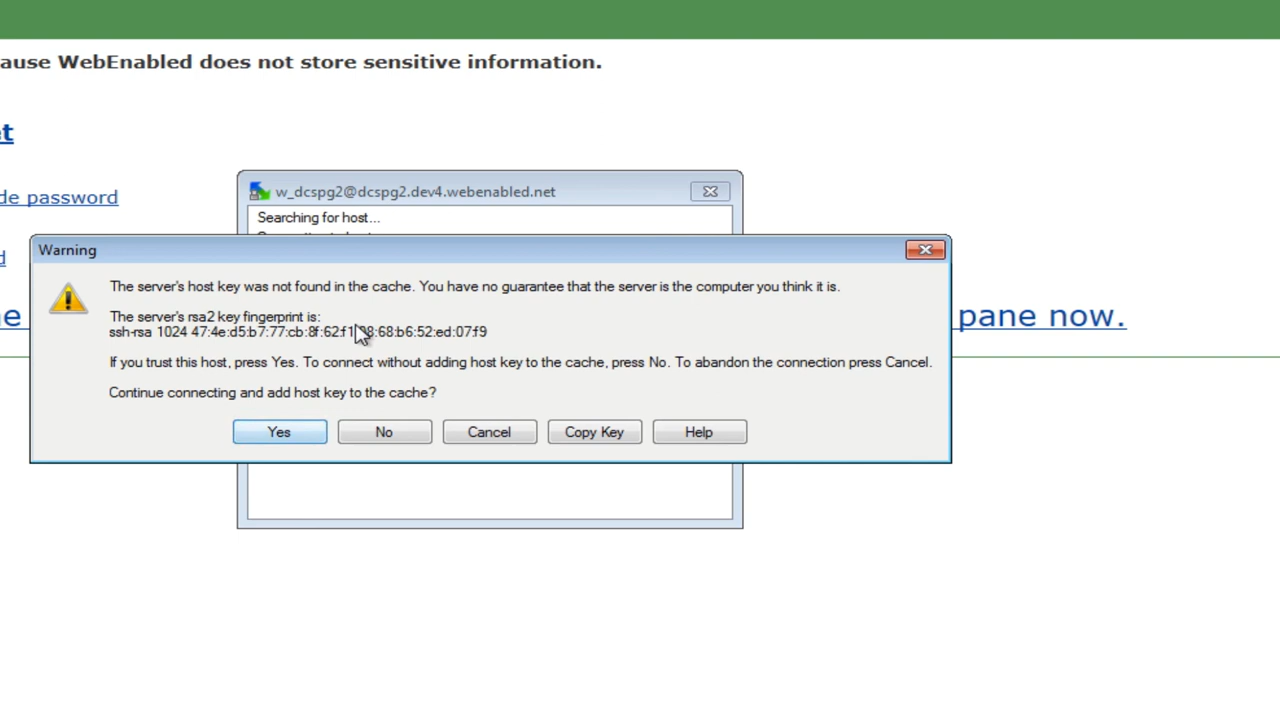 ause WebEnabled does not store sensitive information.
et
de password
w_dcspg2@dcspg2.dev4.webenabled.net
Searching for host...
Warning
d
The server's host key was not found in the cache. You have no guarantee that the server is the computer you think it is.
The server's rsa2 key fingerprint is:
ssh-rsa 1024 47:4e:d5:b7:77:cb:8f:62:f1 68:b6:52:ed:07:f9
ne
pane now.
If you trust this host, press Yes. To connect without adding host key to the cache, press No. To abandon the connection press Cancel.
Continue connecting and add host key to the cache?
Yes No Cancel Copy Key Help